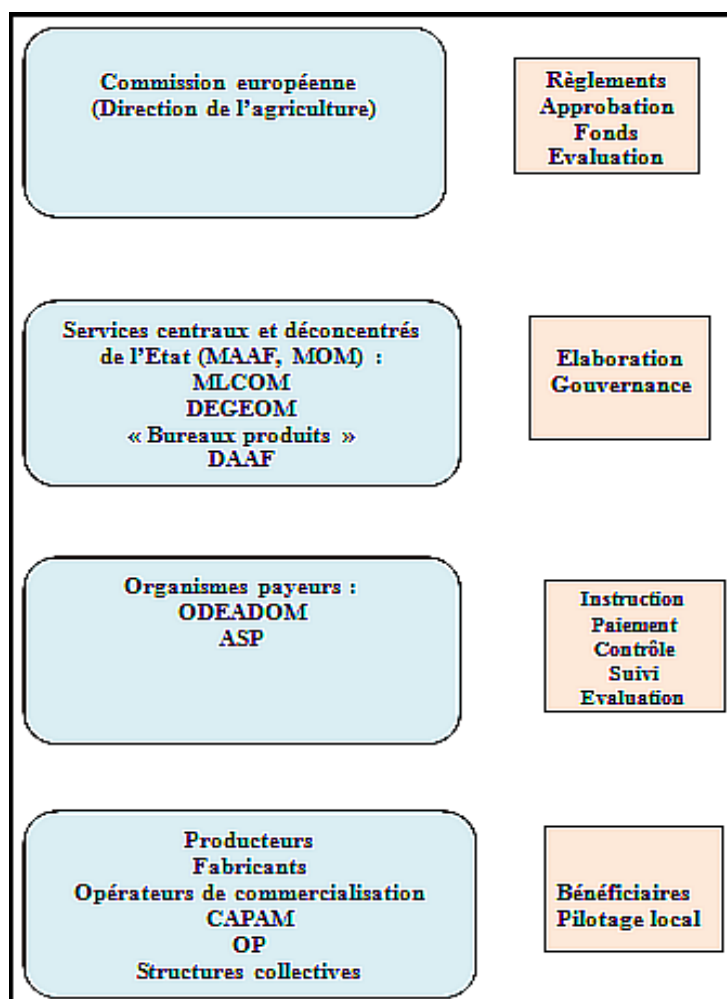 Commission européenne
(Direction de l'agriculture)
Règlements
Approbation
Fonds
Evaluation
Services centraux et déconcentrés
de l'Etat (MAAF, MOM) :
MLCOM
DEGEOM
« Bureaux produits »
DAAF
Elaboration
Gouvernance
Organismes payeurs :
ODEADOM
ASP
Instruction
Paiement
Contrôle
Suivi
Evaluation
Producteurs
Fabricants
Opérateurs de commercialisation
CAPAM
OP
Structures collectives
Bénéficiaires
Pilotage local